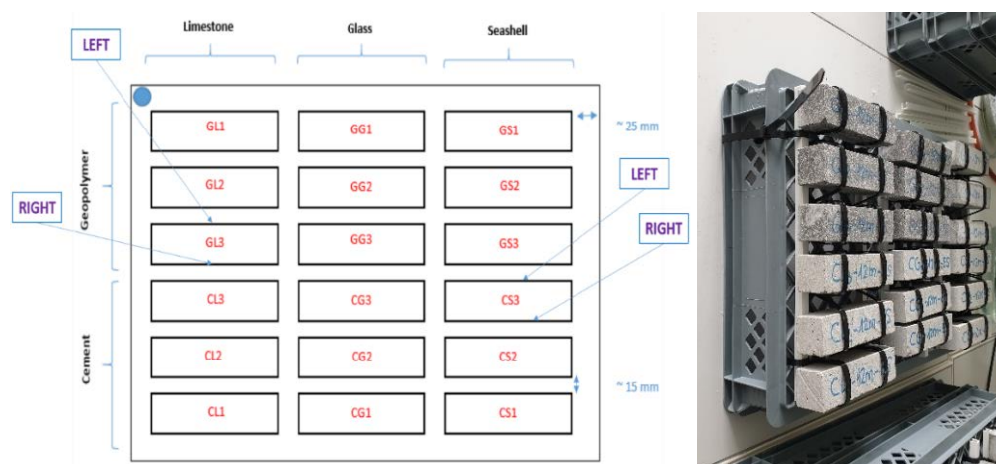 Limestone Glass Seashell
LEFT
GL1 GG1 GS1
~ 25 mm
Geopolymer
GL2 GG2 GS2
LEFT
RIGHT
RIGHT
GL3 GG3 GS3
CL3 CG3 CS3
Cement
CL2 CG2 CS2
~ 15 mm
CL1 CG1 CS1